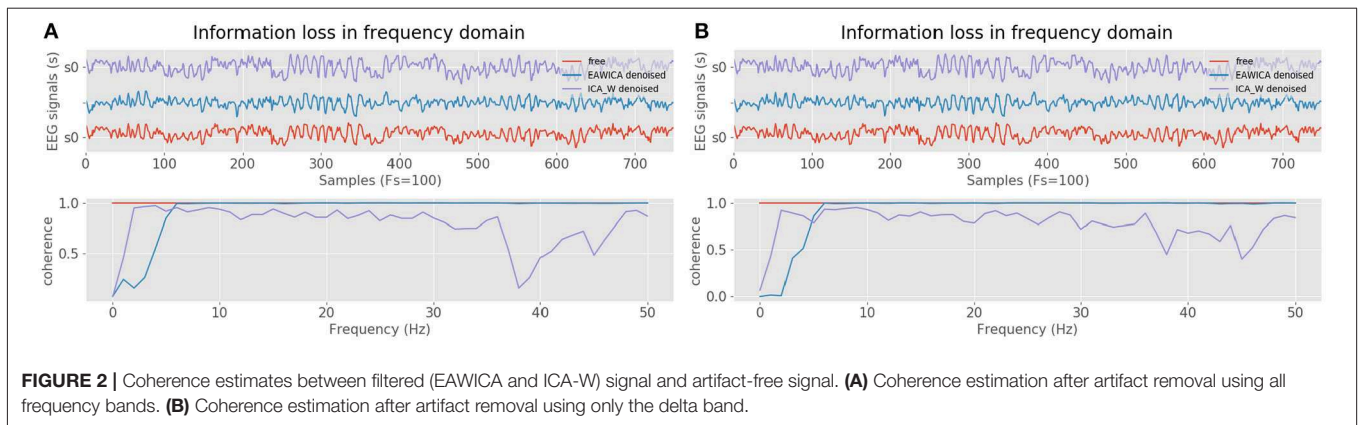 A
Information loss in frequency domain
EEG signals (s)
s0
s0
free
EAWICA denoised
ICA_W denoised
0 100 200 300 400 500 600 700
Samples (Fs=100)
coherence
1.0
0.5
0 10 20 30 40 50
Frequency (Hz)
B
Information loss in frequency domain
EEG signals (s)
s0
s0
free
EAWICA denoised
ICA_W denoised
0 100 200 300 400 500 600 700
Samples (Fs=100)
coherence
1.0
0.5
0.0
0 10 20 30 40 50
Frequency (Hz)
FIGURE 2 | Coherence estimates between filtered (EAWICA and ICA-W) signal and artifact-free signal. (A) Coherence estimation after artifact removal using all
frequency bands. (B) Coherence estimation after artifact removal using only the delta band.